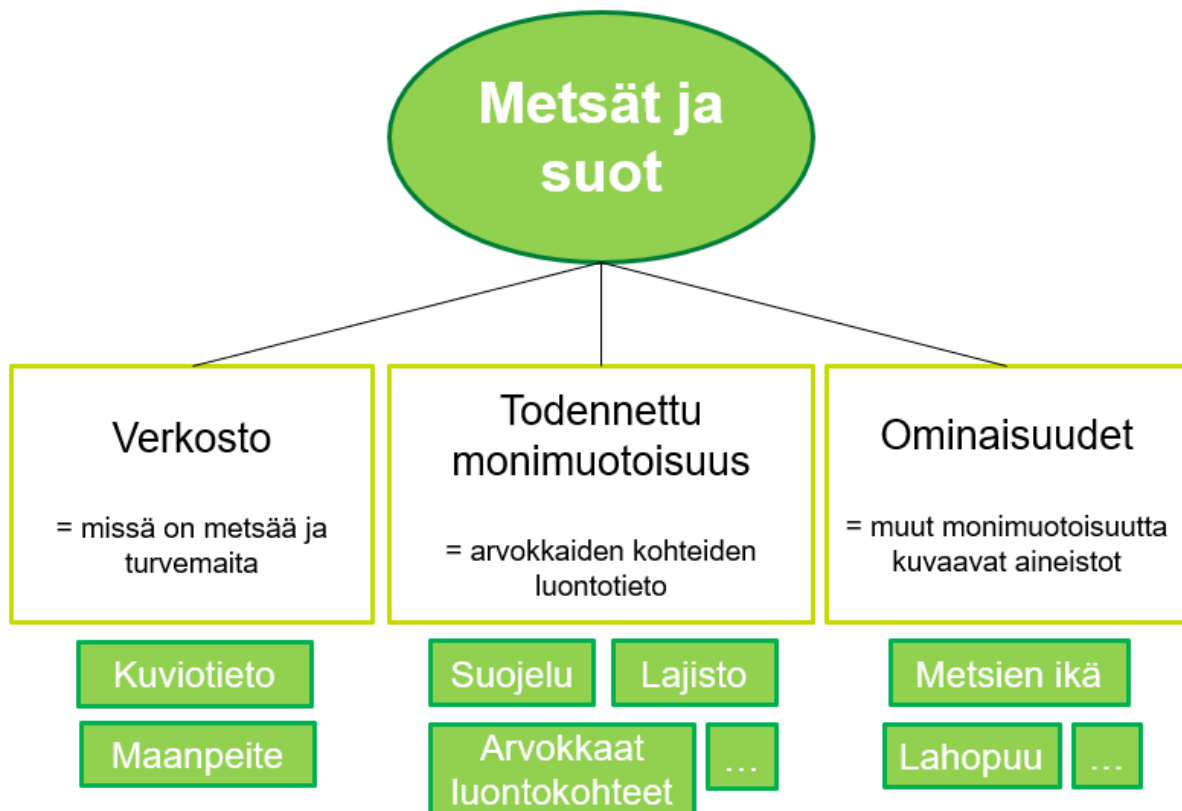 Metsät ja
suot
Verkosto
= missä on metsää ja
turvemaita
Todennettu
monimuotoisuus
= arvokkaiden kohteiden
luontotieto
Ominaisuudet
= muut monimuotoisuutta
kuvaavat aineistot
Kuviotieto
Maanpeite
Suojelu
Lajisto
Arvokkaat
luontokohteet
...
Metsien ikä
Lahopuu
...